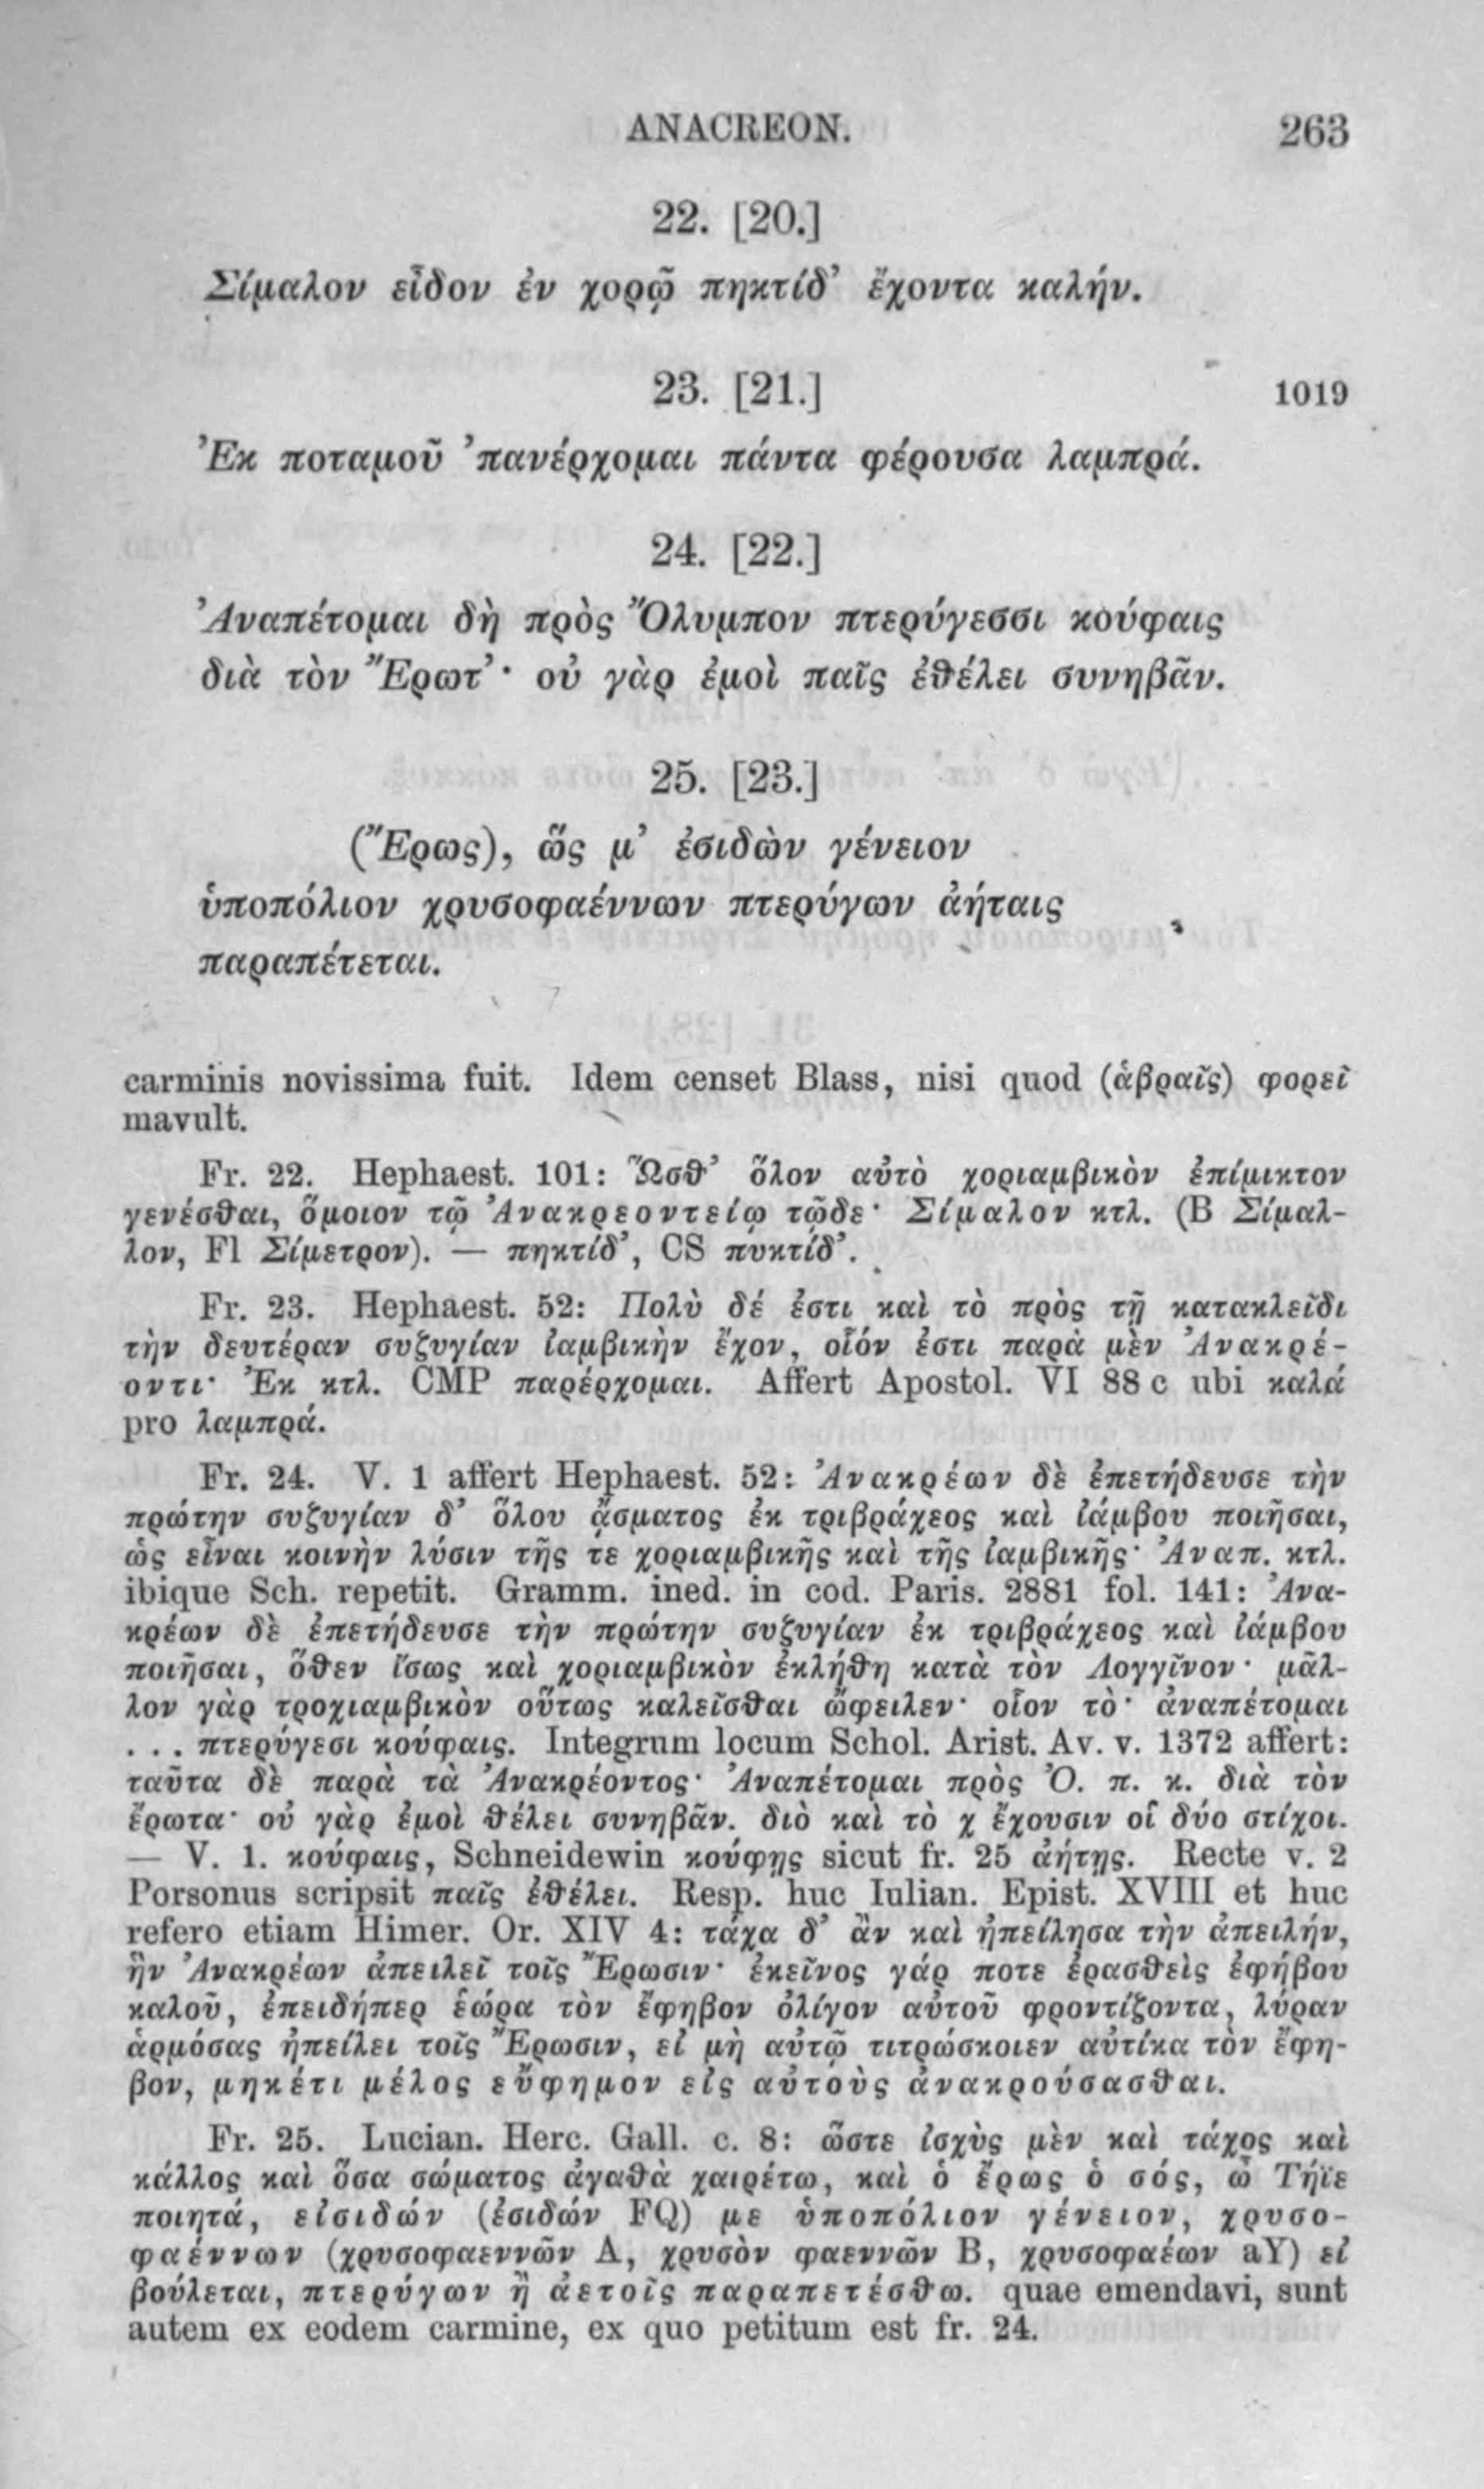 ANACREON. 263
22. [20.]
Σίμαλον εἶδον ἐν χορῷ πηκτίδ’ ἔχοντα καλήν.
23. [21.] 1019
Ἐκ ποταμοῦ ’πανέρχομαι πάντα φέρουσα λαμπρά.
24. [22.]
Ἀναπέτομαι δὴ πρὸς Ὄλυμπον πτερύγεσσι κούφαις
διὰ τὸν Ἔρωτ’· οὐ γὰρ ἐμοὶ παῖς ἐθέλει συνηβᾶν.
25. [23.]
(Ἔρως), ὥς μ’ ἐσιδὼν γένειον
ὑποπόλιον χρυσοφαέννων πτερύγων ἀήταις
παραπέτεται.
carminis novissima fuit. Idem censet Blass, nisi quod (ἁβραῖς) φορεῖ
mavult.
Fr. 22. Hephaest. 101: Ὥσθ’ ὅλον αὐτὸ χοριαμβικὸν ἐπίμικτον
γενέσθαι, ὅμοιον τῷ Ἀνακρεοντείῳ τῷδε· Σίμαλον κτλ. (B Σίμαλ-
λον, Fl Σίμετρον). — πηκτίδ’, CS πυκτίδ’.
Fr. 23. Hephaest. 52: Πολὺ δέ ἐστι καὶ τὸ πρὸς τῇ κατακλεῖδι
τὴν δευτέραν συζυγίαν ἰαμβικὴν ἔχον, οἷόν ἐστι παρὰ μὲν Ἀνακρέ-
οντι· Ἐκ κτλ. CMP παρέρχομαι. Affert Apostol. VI 88 c ubi καλά
pro λαμπρά.
Fr. 24. V. 1 affert Hephaest. 52: Ἀνακρέων δὲ ἐπετήδευσε τὴν
πρώτην συζυγίαν δ’ ὅλου ᾄσματος ἐκ τριβράχεος καὶ ἰάμβου ποιῆσαι,
ὡς εἶναι κοινὴν λύσιν τῆς τε χοριαμβικῆς καὶ τῆς ἰαμβικῆς· Ἀναπ. κτλ.
ibique Sch. repetit. Gramm. ined. in cod. Paris. 2881 fol. 141: Ἀνα-
κρέων δὲ ἐπετήδευσε τὴν πρώτην συζυγίαν ἐκ τριβράχεος καὶ ἰάμβου
ποιῆσαι, ὅθεν ἴσως καὶ χοριαμβικὸν ἐκλήθη κατὰ τὸν Λογγῖνον· μᾶλ-
λον γὰρ τροχιαμβικὸν οὕτως καλεῖσθαι ὤφειλεν· οἷον τὸ· ἀναπέτομαι
... πτερύγεσι κούφαις. Integrum locum Schol. Arist. Av. v. 1372 affert:
ταῦτα δὲ παρὰ τὰ Ἀνακρέοντος· Ἀναπέτομαι πρὸς Ὀ. π. κ. διὰ τὸν
ἔρωτα· οὐ γὰρ ἐμοὶ θέλει συνηβᾶν. διὸ καὶ τὸ χ ἔχουσιν οἱ δύο στίχοι.
— V. 1. κούφαις, Schneidewin κούφῃς sicut fr. 25 ἀήτῃς. Recte v. 2
Porsonus scripsit παῖς ἐθέλει. Resp. huc Iulian. Epist. XVIII et huc
refero etiam Himer. Or. XIV 4: τάχα δ’ ἂν καὶ ἠπείλησα τὴν ἀπειλήν,
ἣν Ἀνακρέων ἀπειλεῖ τοῖς Ἔρωσιν· ἐκεῖνος γάρ ποτε ἐρασθεὶς ἐφήβου
καλοῦ, ἐπειδήπερ ἑώρα τὸν ἔφηβον ὀλίγον αὐτοῦ φροντίζοντα, λύραν
ἁρμόσας ἠπείλει τοῖς Ἔρωσιν, εἰ μὴ αὐτῷ τιτρώσκοιεν αὐτίκα τὸν ἔφη-
βον, μηκέτι μέλος εὔφημον εἰς αὐτοὺς ἀνακρούσασθαι.
Fr. 25. Lucian. Herc. Gall. c. 8: ὥστε ἰσχὺς μὲν καὶ τάχος καὶ
κάλλος καὶ ὅσα σώματος ἀγαθὰ χαιρέτω, καὶ ὁ ἔρως ὁ σός, ὦ Τήϊε
ποιητά, εἰσιδών (ἐσιδών FQ) με ὑποπόλιον γένειον, χρυσο-
φαέννων (χρυσοφαεννῶν A, χρυσὸν φαεννῶν B, χρυσοφαέων aY) εἰ
βούλεται, πτερύγων ἢ ἀετοῖς παραπετέσθω. quae emendavi, sunt
autem ex eodem carmine, ex quo petitum est fr. 24.